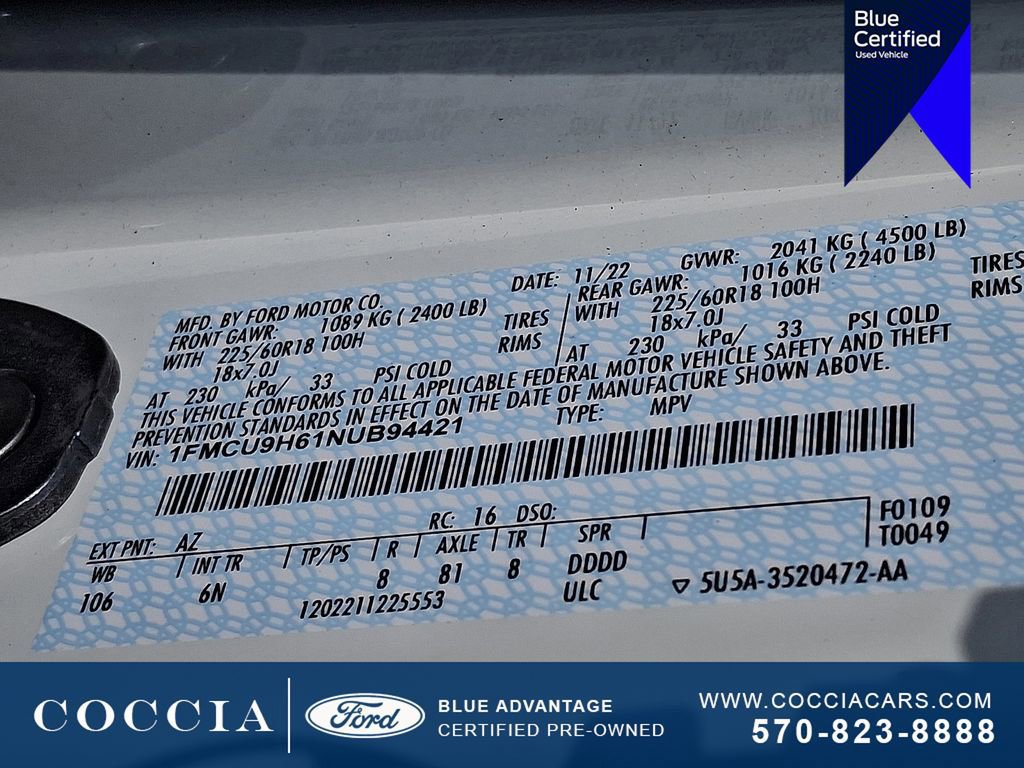 Blue
Certified
Used Vehicle
MFD. BY FORD MOTOR CO. DATE: 11/22 GVWR: 2041 KG ( 4500 LB)
FRONT GAWR: 1089 KG ( 2400 LB) REAR GAWR: 1016 KG ( 2240 LB)
WITH 225/60R18 100H TIRES WITH 225/60R18 100H TIRES
18x7.0J RIMS 18x7.0J RIMS
AT 230 kPa/ 33 PSI COLD AT 230 kPa/ 33 PSI COLD
THIS VEHICLE CONFORMS TO ALL APPLICABLE FEDERAL MOTOR VEHICLE SAFETY AND THEFT
PREVENTION STANDARDS IN EFFECT ON THE DATE OF MANUFACTURE SHOWN ABOVE.
VIN: 1FMCU9H61NUB94421 TYPE: MPV
EXT PNT: AZ RC: 16 DSO: F0109
WB INT TR TP/PS R AXLE TR SPR T0049
106 6N 8 81 8 DDDD
1202211225553 ULC ▽ 5U5A-3520472-AA
COCCIA Ford BLUE ADVANTAGE
CERTIFIED PRE-OWNED
WWW.COCCIACARS.COM
570-823-8888